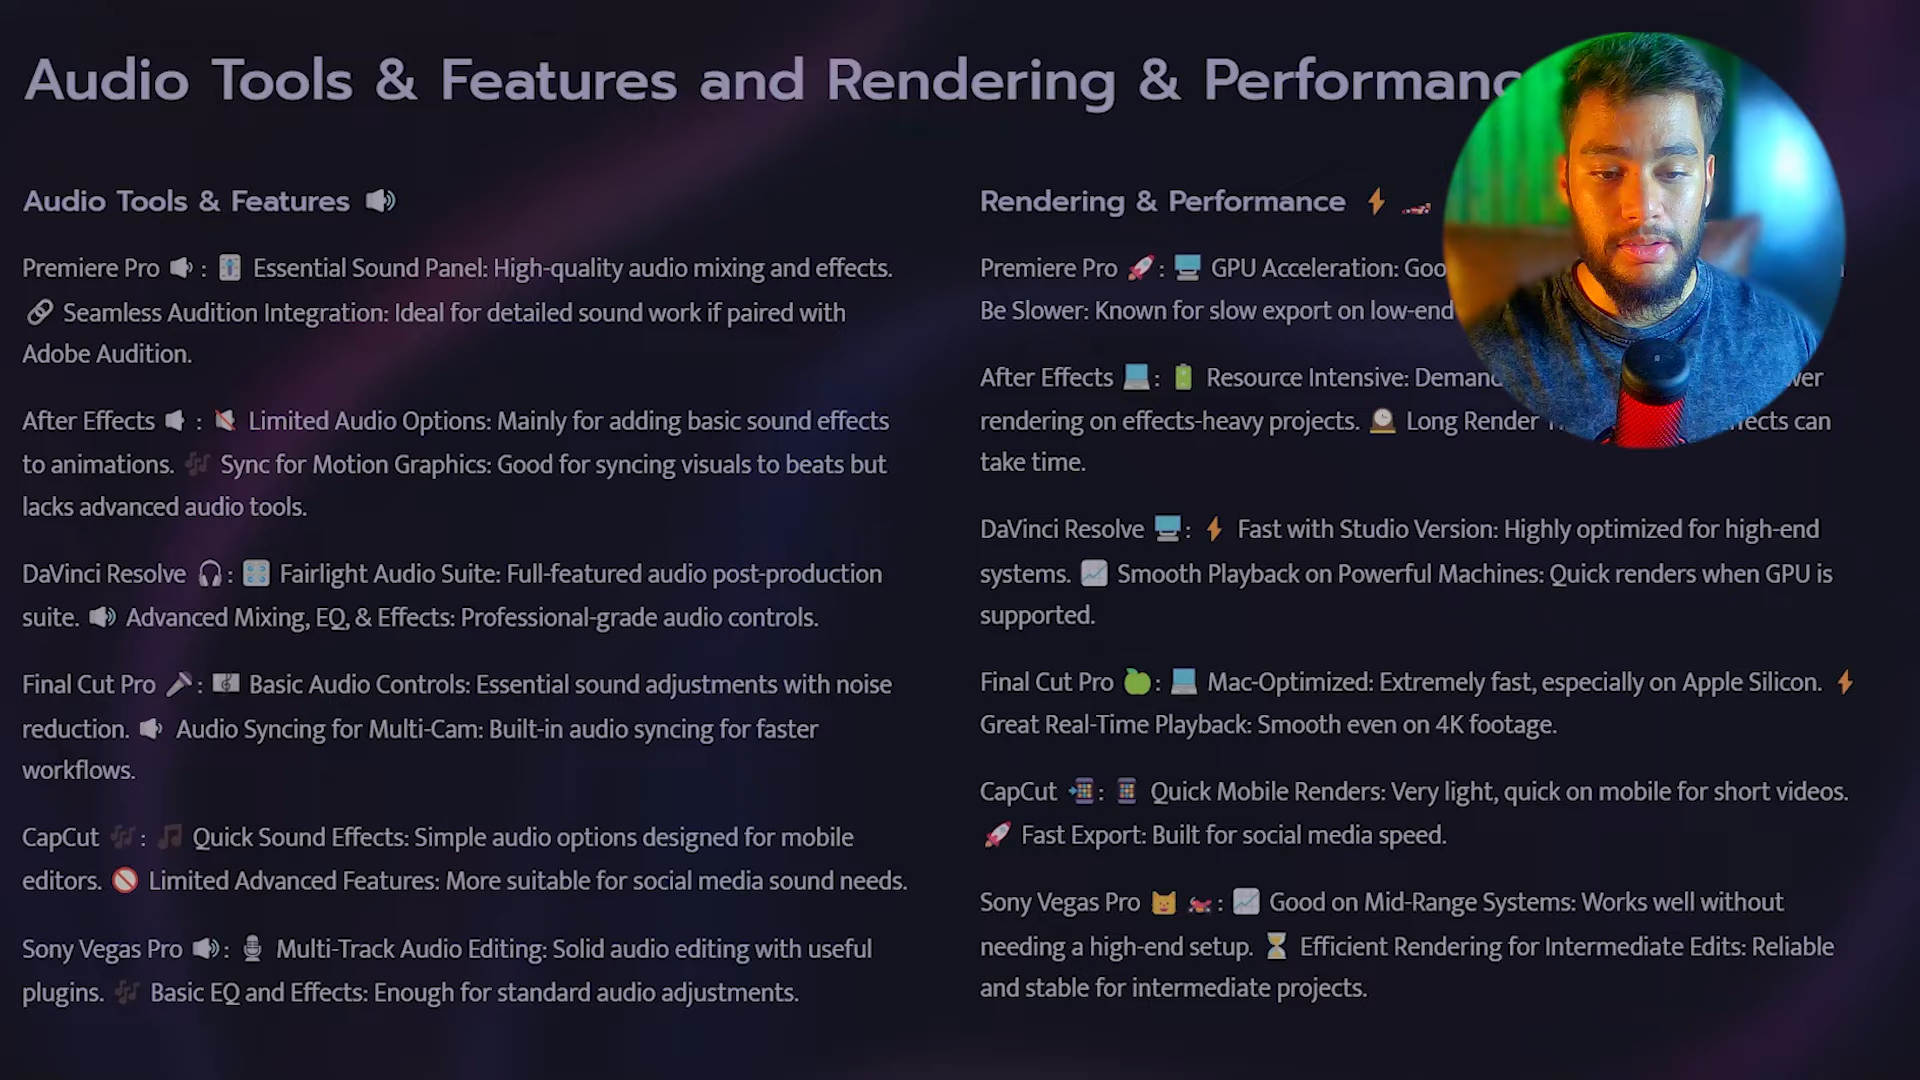 Audio Tools & Features and Rendering & Performanc
Audio Tools & Features
Premiere Pro : Essential Sound Panel: High-quality audio mixing and effects.
Seamless Audition Integration: Ideal for detailed sound work if paired with
Adobe Audition.
After Effects : Limited Audio Options: Mainly for adding basic sound effects
to animations. Sync for Motion Graphics: Good for syncing visuals to beats but
lacks advanced audio tools.
DaVinci Resolve : Fairlight Audio Suite: Full-featured audio post-production
suite. Advanced Mixing, EQ, & Effects: Professional-grade audio controls.
Final Cut Pro : Basic Audio Controls: Essential sound adjustments with noise
reduction. Audio Syncing for Multi-Cam: Built-in audio syncing for faster
workflows.
CapCut : Quick Sound Effects: Simple audio options designed for mobile
editors. Limited Advanced Features: More suitable for social media sound needs.
Sony Vegas Pro : Multi-Track Audio Editing: Solid audio editing with useful
plugins. Basic EQ and Effects: Enough for standard audio adjustments.
Rendering & Performance
Premiere Pro : GPU Acceleration: Goo
Be Slower: Known for slow export on low-end
After Effects : Resource Intensive: Deman
rendering on effects-heavy projects. Long Render can
take time.
DaVinci Resolve : Fast with Studio Version: Highly optimized for high-end
systems. Smooth Playback on Powerful Machines: Quick renders when GPU is
supported.
Final Cut Pro : Mac-Optimized: Extremely fast, especially on Apple Silicon.
Great Real-Time Playback: Smooth even on 4K footage.
CapCut : Quick Mobile Renders: Very light, quick on mobile for short videos.
Fast Export: Built for social media speed.
Sony Vegas Pro : Good on Mid-Range Systems: Works well without
needing a high-end setup. Efficient Rendering for Intermediate Edits: Reliable
and stable for intermediate projects.